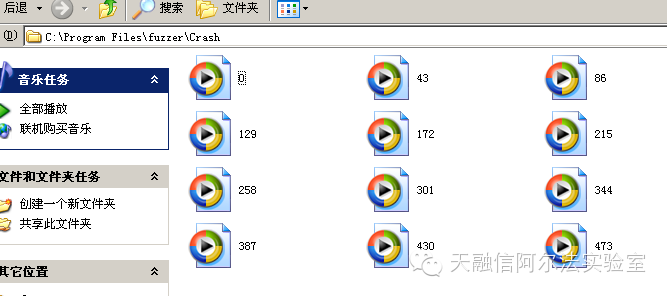 后退 搜索 文件夹
(D) C:\Program Files\fuzzer\Crash
音乐任务
全部播放
联机购买音乐
文件和文件夹任务
创建一个新文件夹
共享此文件夹
其它位置
0 43 86
129 172 215
258 301 344
387 430 473
天融信阿尔法实验室